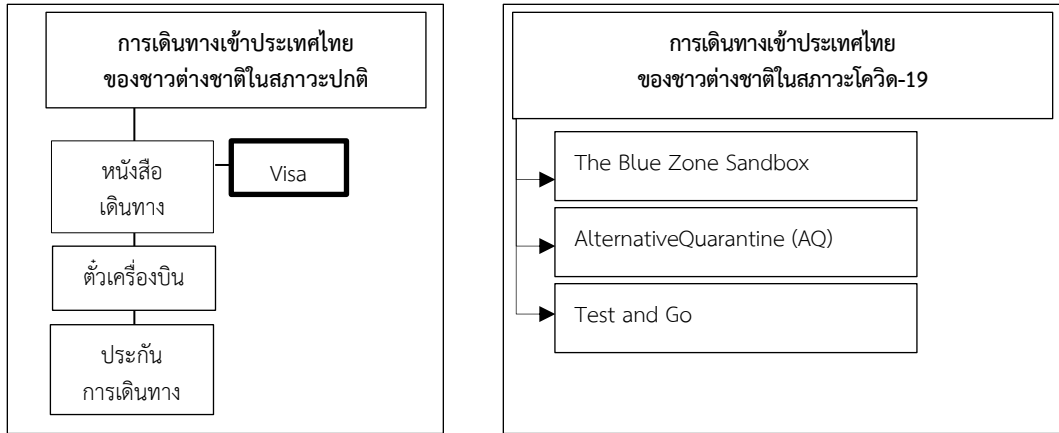 การเดินทางเข้าประเทศไทย
ของชาวต่างชาติในสภาวะปกติ
หนังสือ
เดินทาง
Visa
ตั๋วเครื่องบิน
ประกัน
การเดินทาง
การเดินทางเข้าประเทศไทย
ของชาวต่างชาติในสภาวะโควิด-19
The Blue Zone Sandbox
AlternativeQuarantine (AQ)
Test and Go